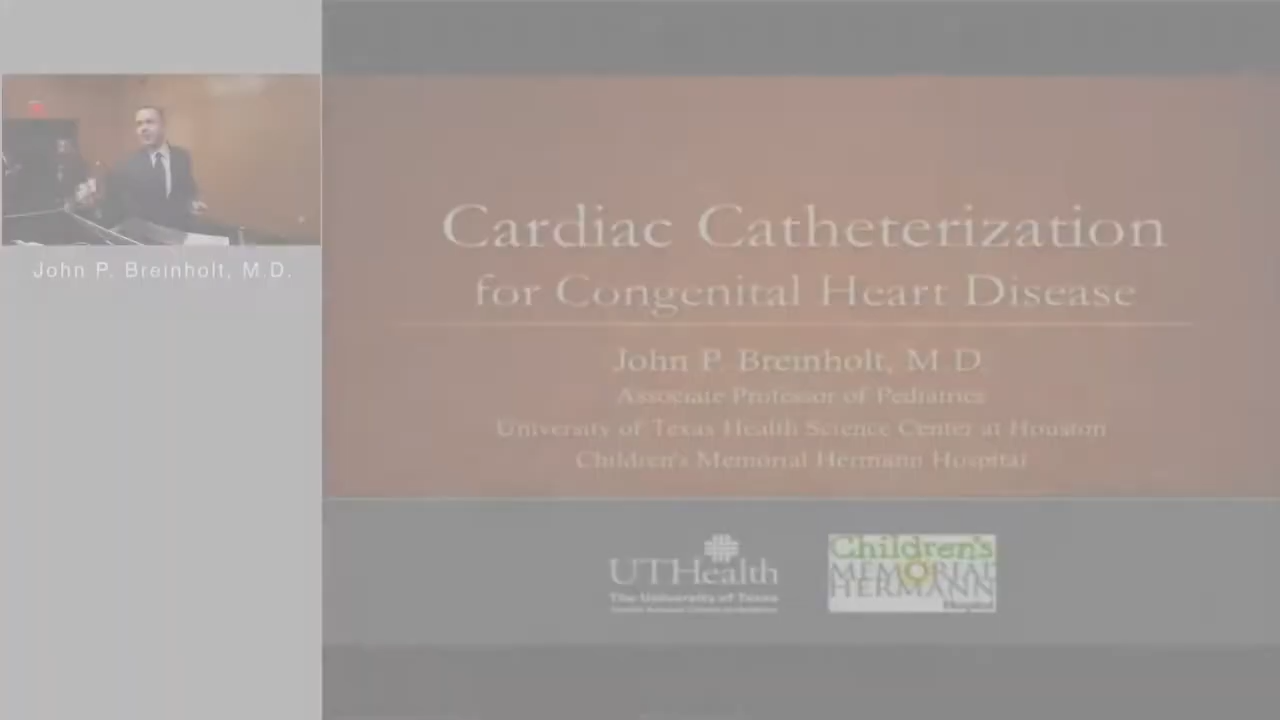 John P. Breinholt, M.D.
Cardiac Catheterization
for Congenital Heart Disease
John P. Breinholt, M.D.
Associate Professor of Pediatrics
University of Texas Health Science Center at Houston
Children's Memorial Hermann Hospital
UTHealth
The University of Texas
Children's
MEMORIAL
HERMANN
Hospital